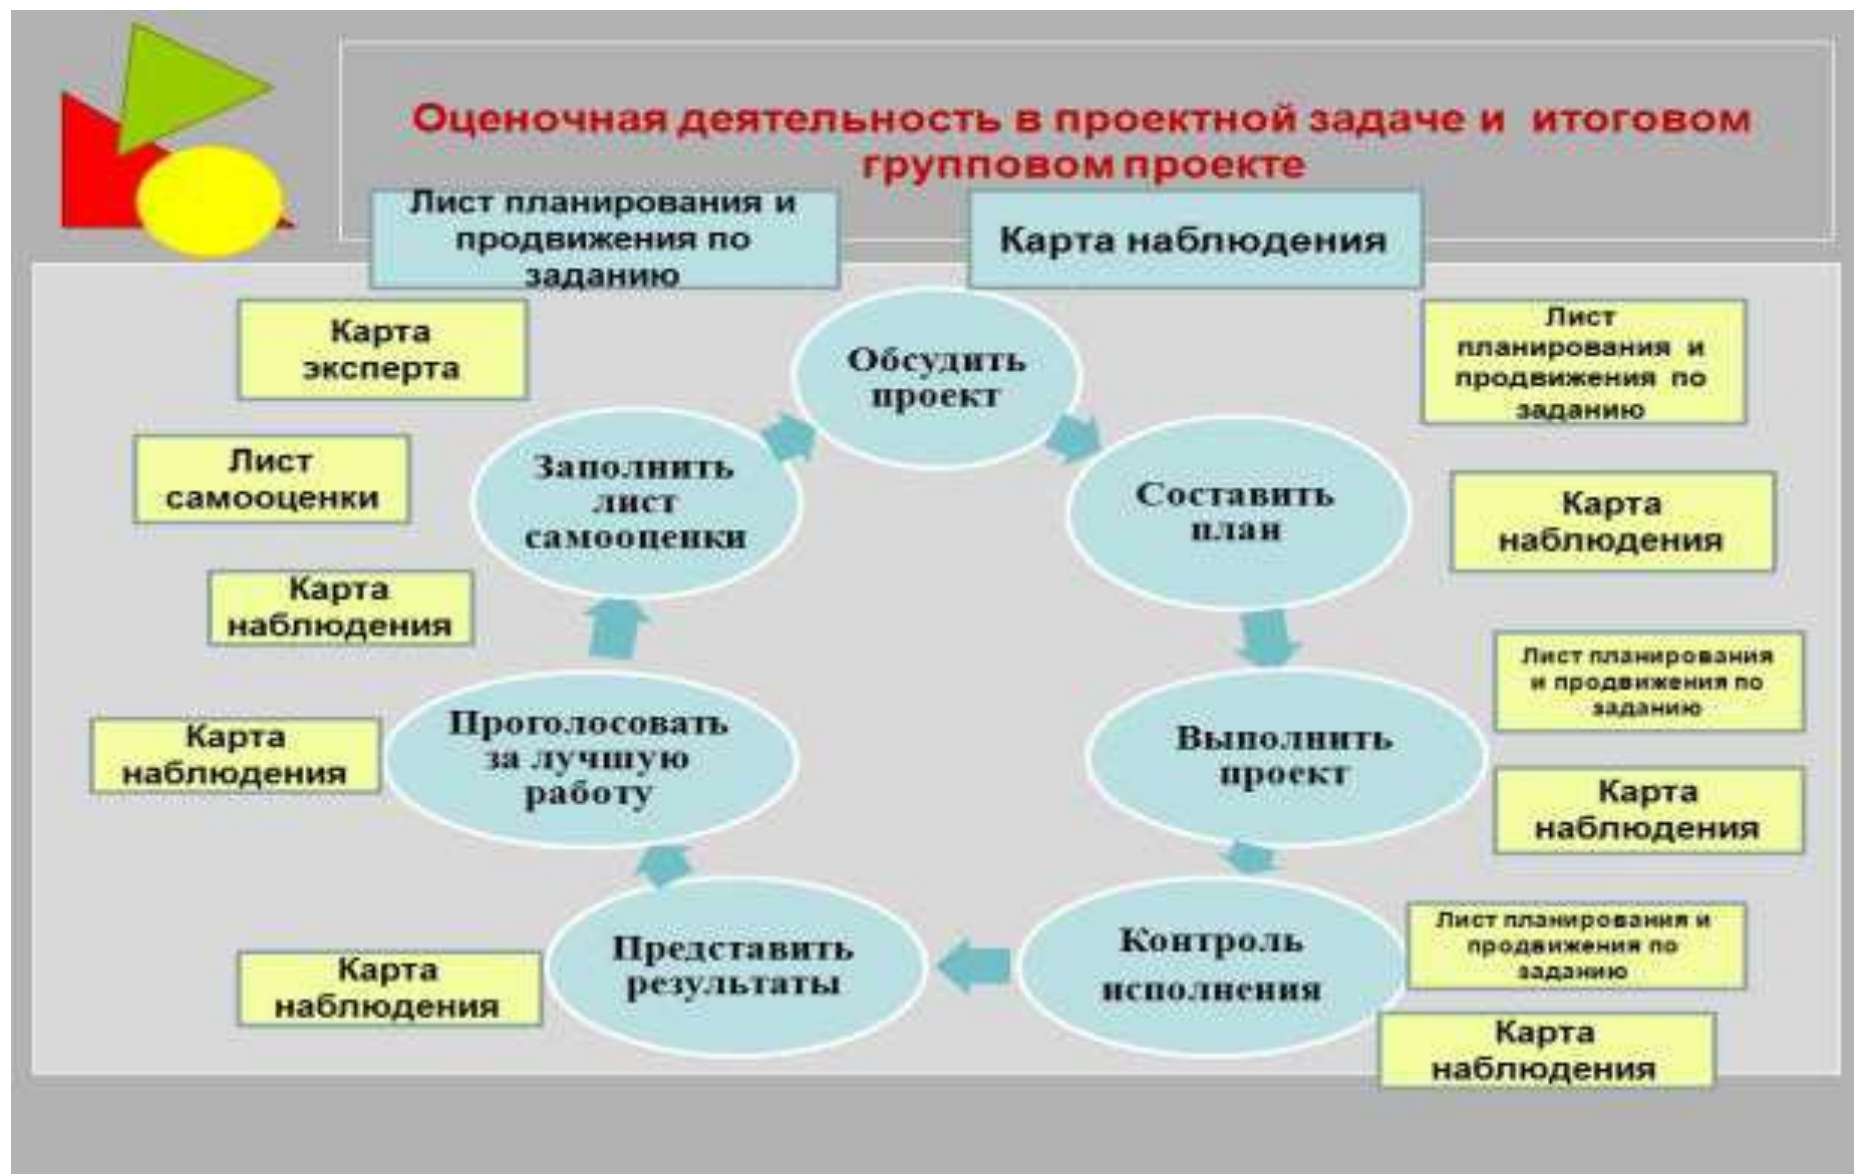 Оценочная деятельность в проектной задаче и итоговом
групповом проекте
Лист планирования и
продвижения по
заданию
Карта наблюдения
Карта
эксперта
Обсудить
проект
Лист
планирования и
продвижения по
заданию
Лист
самооценки
Заполнить
лист
самооценки
Составить
план
Карта
наблюдения
Карта
наблюдения
Лист планирования
и продвижения по
заданию
Карта
наблюдения
Проголосовать
за лучшую
работу
Выполнить
проект
Карта
наблюдения
Карта
наблюдения
Представить
результаты
Контроль
исполнения
Лист планирования и
продвижения по
заданию
Карта
наблюдения